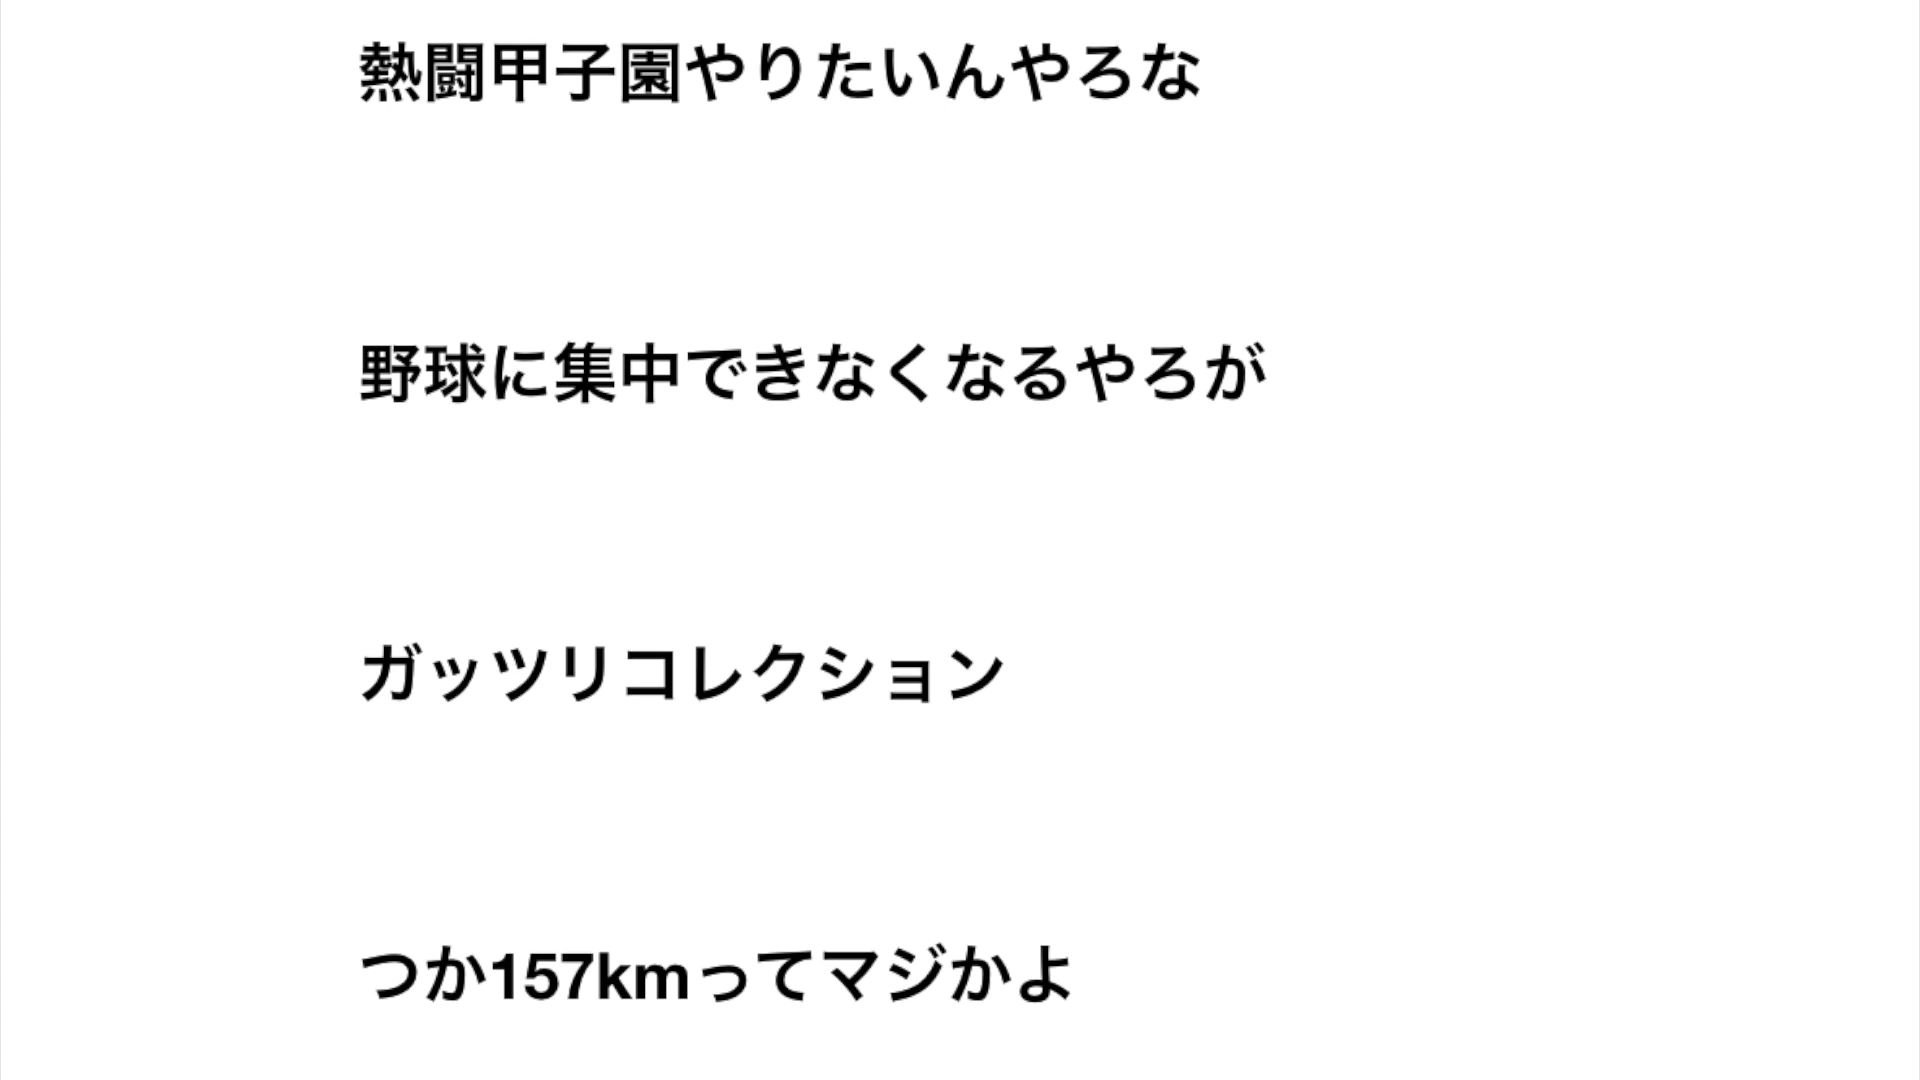 熱闘甲子園やりたいんやろな
野球に集中できなくなるやろが
ガッツリコレクション
つか157kmってマジかよ